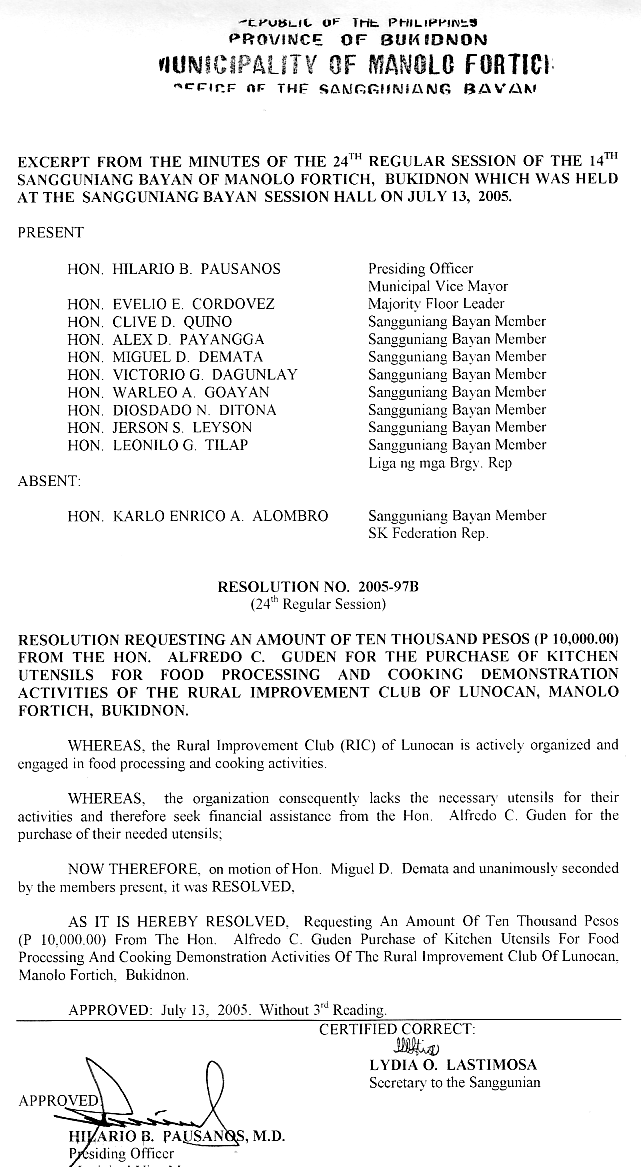 REPUBLIC OF THE PHILIPPINES
PROVINCE OF BUKIDNON
MUNICIPALITY OF MANOLO FORTICH
OFFICE OF THE SANGGUNIANG BAYAN
EXCERPT FROM THE MINUTES OF THE 24TH REGULAR SESSION OF THE 14TH
SANGGUNIANG BAYAN OF MANOLO FORTICH, BUKIDNON WHICH WAS HELD
AT THE SANGGUNIANG BAYAN SESSION HALL ON JULY 13, 2005.
PRESENT
HON. HILARIO B. PAUSANOS Presiding Officer
Municipal Vice Mayor
HON. EVELIO E. CORDOVEZ Majority Floor Leader
HON. CLIVE D. QUINO Sangguniang Bayan Member
HON. ALEX D. PAYANGGA Sangguniang Bayan Member
HON. MIGUEL D. DEMATA Sangguniang Bayan Member
HON. VICTORIO G. DAGUNLAY Sangguniang Bayan Member
HON. WARLEO A. GOAYAN Sangguniang Bayan Member
HON. DIOSDADO N. DITONA Sangguniang Bayan Member
HON. JERSON S. LEYSON Sangguniang Bayan Member
HON. LEONILO G. TILAP Sangguniang Bayan Member
Liga ng mga Brgy. Rep
ABSENT:
HON. KARLO ENRICO A. ALOMBRO Sangguniang Bayan Member
SK Federation Rep.
RESOLUTION NO. 2005-97B
(24th Regular Session)
RESOLUTION REQUESTING AN AMOUNT OF TEN THOUSAND PESOS (P 10,000.00)
FROM THE HON. ALFREDO C. GUDEN FOR THE PURCHASE OF KITCHEN
UTENSILS FOR FOOD PROCESSING AND COOKING DEMONSTRATION
ACTIVITIES OF THE RURAL IMPROVEMENT CLUB OF LUNOCAN, MANOLO
FORTICH, BUKIDNON.
WHEREAS, the Rural Improvement Club (RIC) of Lunocan is actively organized and
engaged in food processing and cooking activities.
WHEREAS, the organization consequently lacks the necessary utensils for their
activities and therefore seek financial assistance from the Hon. Alfredo C. Guden for the
purchase of their needed utensils;
NOW THEREFORE, on motion of Hon. Miguel D. Demata and unanimously seconded
by the members present, it was RESOLVED,
AS IT IS HEREBY RESOLVED, Requesting An Amount Of Ten Thousand Pesos
(P 10,000.00) From The Hon. Alfredo C. Guden Purchase of Kitchen Utensils For Food
Processing And Cooking Demonstration Activities Of The Rural Improvement Club Of Lunocan,
Manolo Fortich, Bukidnon.
APPROVED: July 13, 2005. Without 3rd Reading.
CERTIFIED CORRECT:
LYDIA O. LASTIMOSA
Secretary to the Sanggunian
APPROVED
HILARIO B. PAUSANOS, M.D.
Presiding Officer